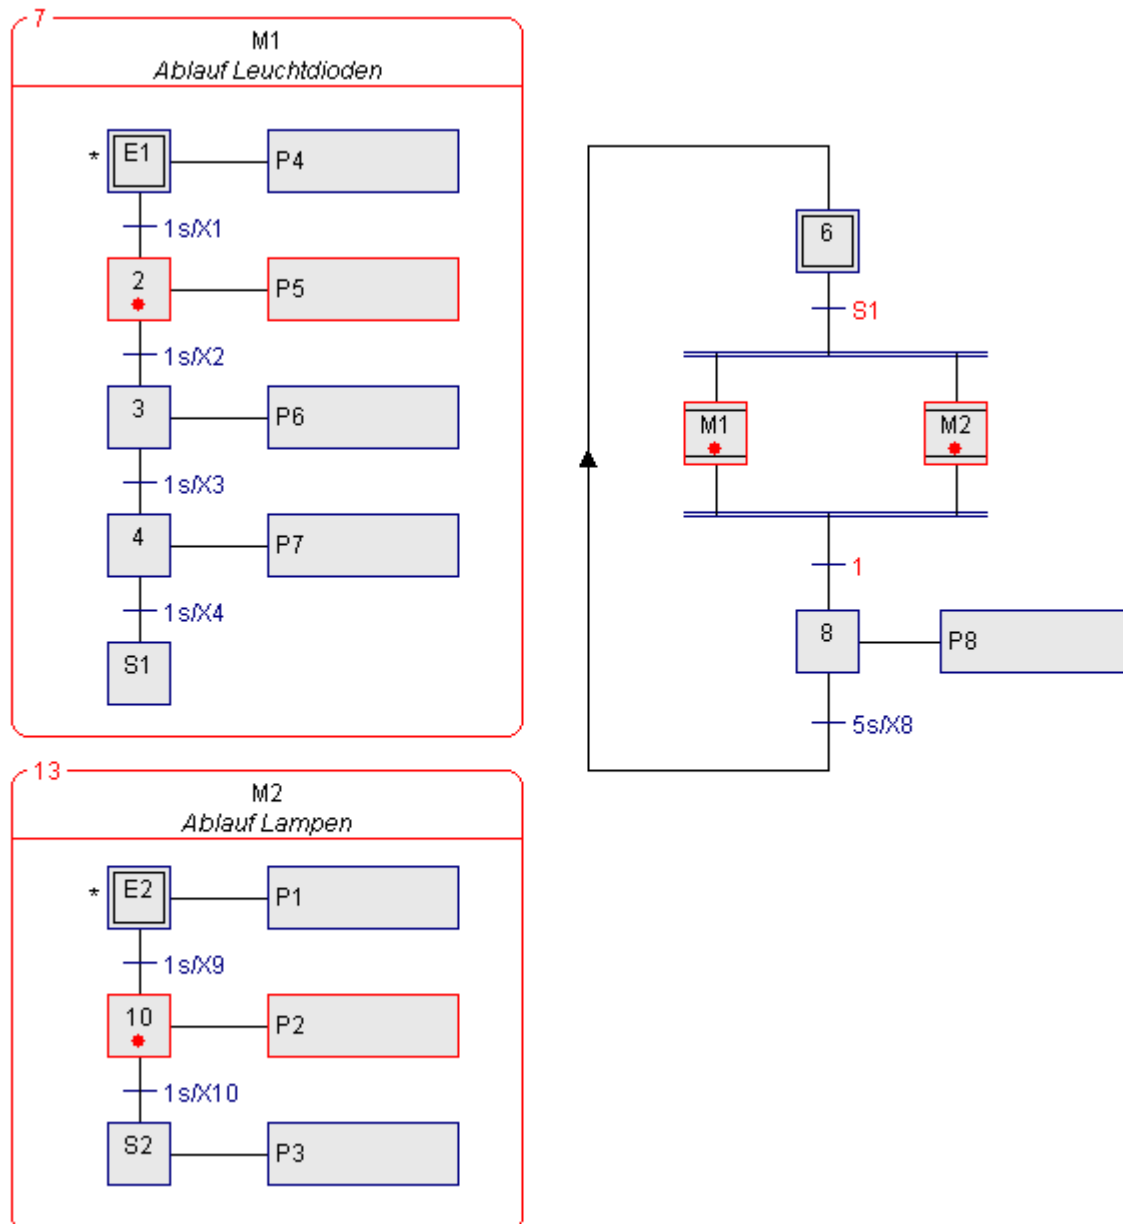 7
M1
Ablauf Leuchtdioden
* E1 P4
1s/X1
2 P5
1s/X2
3 P6
1s/X3
4 P7
1s/X4
S1
13
M2
Ablauf Lampen
* E2 P1
1s/X9
10 P2
1s/X10
S2 P3
6
S1
M1 M2
1
8 P8
5s/X8